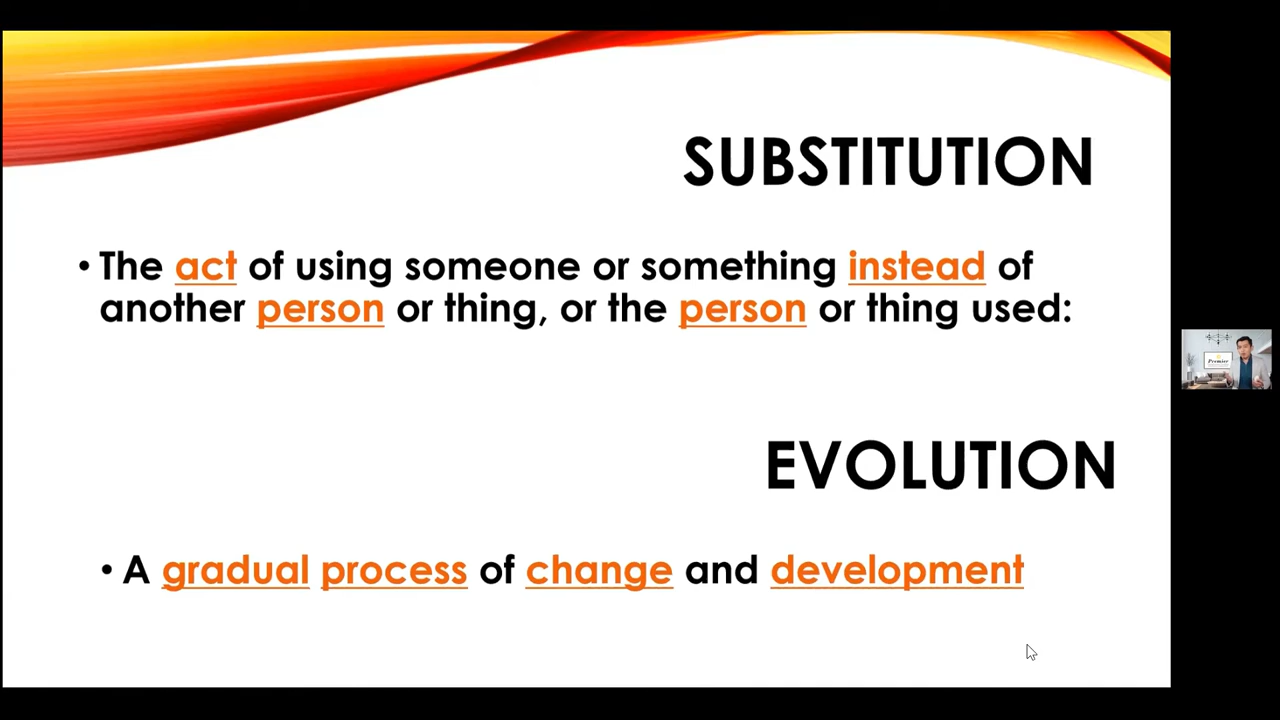 SUBSTITUTION
• The act of using someone or something instead of
another person or thing, or the person or thing used:
EVOLUTION
• A gradual process of change and development
Premier